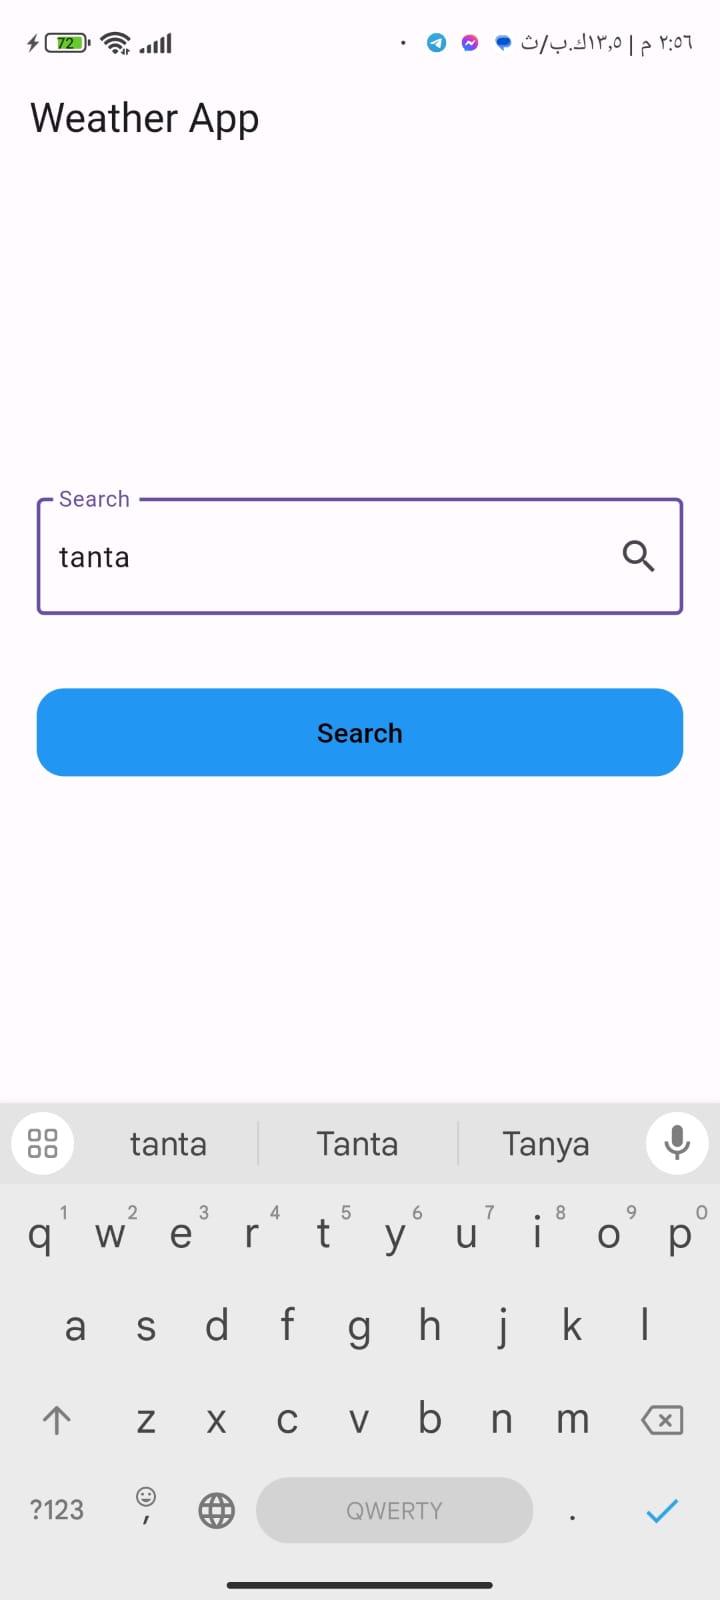 72
٢:٥٦ م | ١٣,٥ك.ب/ث
Weather App
Search
tanta
Search
tanta Tanta Tanya
1 2 3 4 5 6 7 8 9 0
q w e r t y u i o p
a s d f g h j k l
z x c v b n m
?123 , QWERTY .